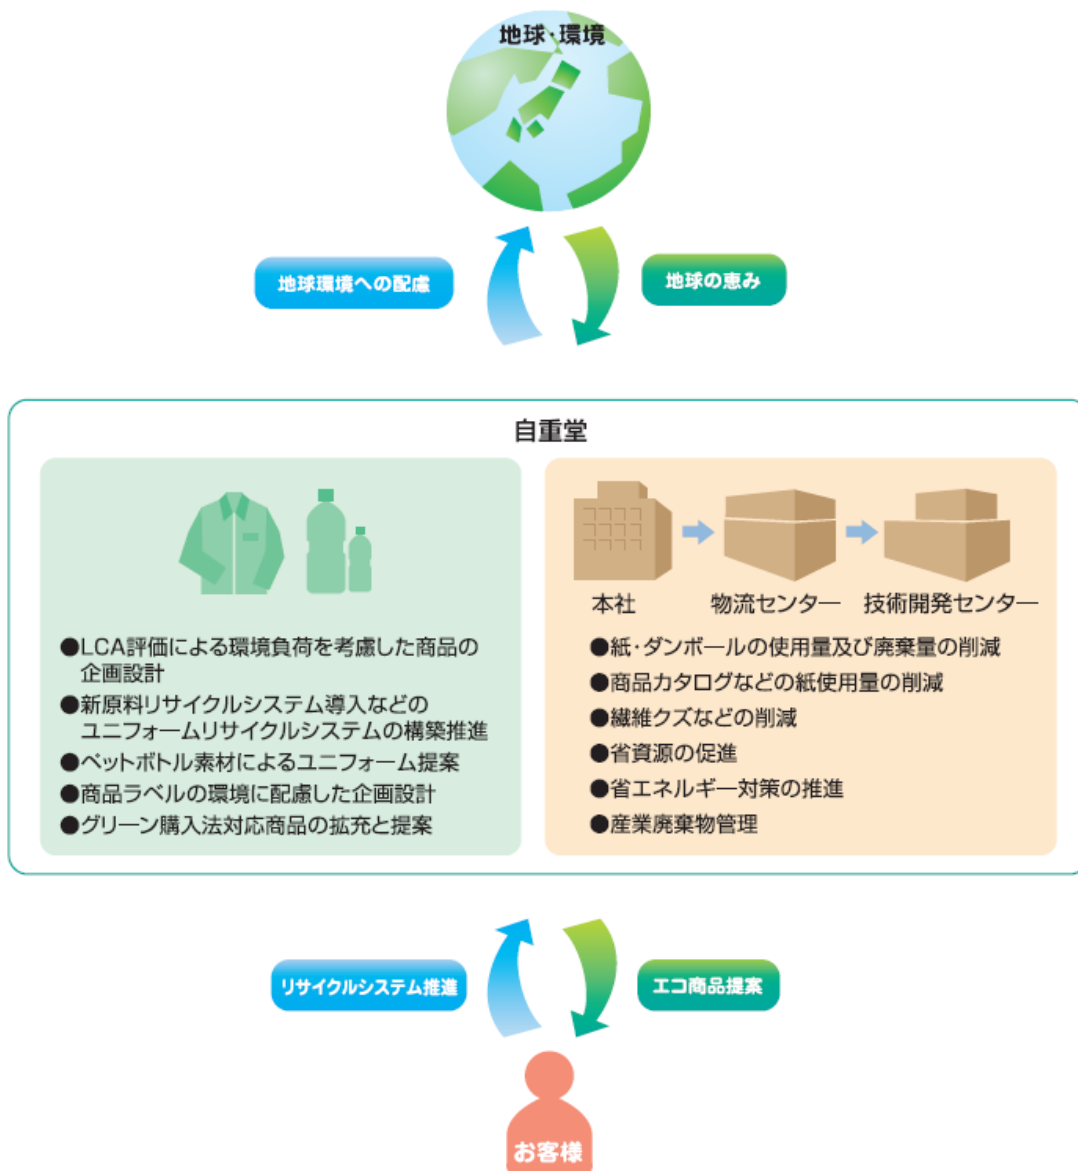 地球・環境
地球環境への配慮
地球の恵み
自重堂
本社
物流センター
技術開発センター
●LCA評価による環境負荷を考慮した商品の
企画設計
●新原料リサイクルシステム導入などの
ユニフォームリサイクルシステムの構築推進
●ペットボトル素材によるユニフォーム提案
●商品ラベルの環境に配慮した企画設計
●グリーン購入法対応商品の拡充と提案
●紙・ダンボールの使用量及び廃棄量の削減
●商品カタログなどの紙使用量の削減
●繊維クズなどの削減
●省資源の促進
●省エネルギー対策の推進
●産業廃棄物管理
リサイクルシステム推進
エコ商品提案
お客様